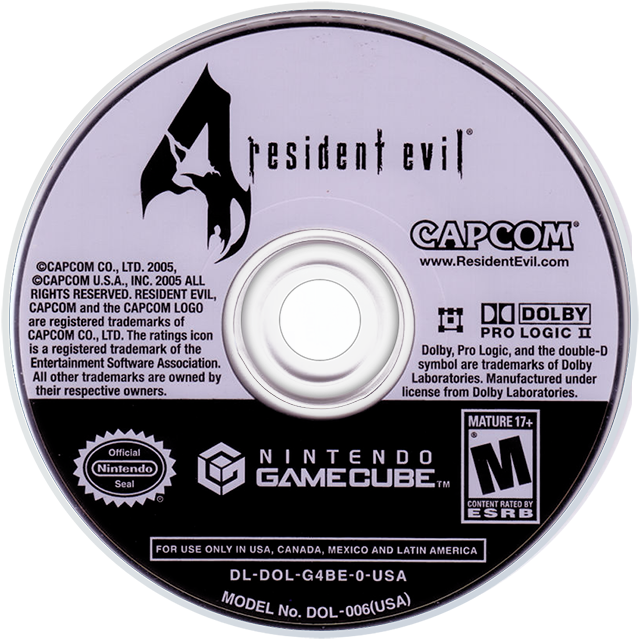 4
resident evil®
CAPCOM®
www.ResidentEvil.com
©CAPCOM CO., LTD. 2005,
©CAPCOM U.S.A., INC. 2005 ALL
RIGHTS RESERVED. RESIDENT EVIL,
CAPCOM and the CAPCOM LOGO
are registered trademarks of
CAPCOM CO., LTD. The ratings icon
is a registered trademark of the
Entertainment Software Association.
All other trademarks are owned by
their respective owners.
DOLBY
PRO LOGIC II
Dolby, Pro Logic, and the double-D
symbol are trademarks of Dolby
Laboratories. Manufactured under
license from Dolby Laboratories.
Official
Nintendo
Seal
®
NINTENDO
GAMECUBE™
MATURE 17+
M
CONTENT RATED BY
ESRB
FOR USE ONLY IN USA, CANADA, MEXICO AND LATIN AMERICA
DL-DOL-G4BE-0-USA
MODEL No. DOL-006(USA)